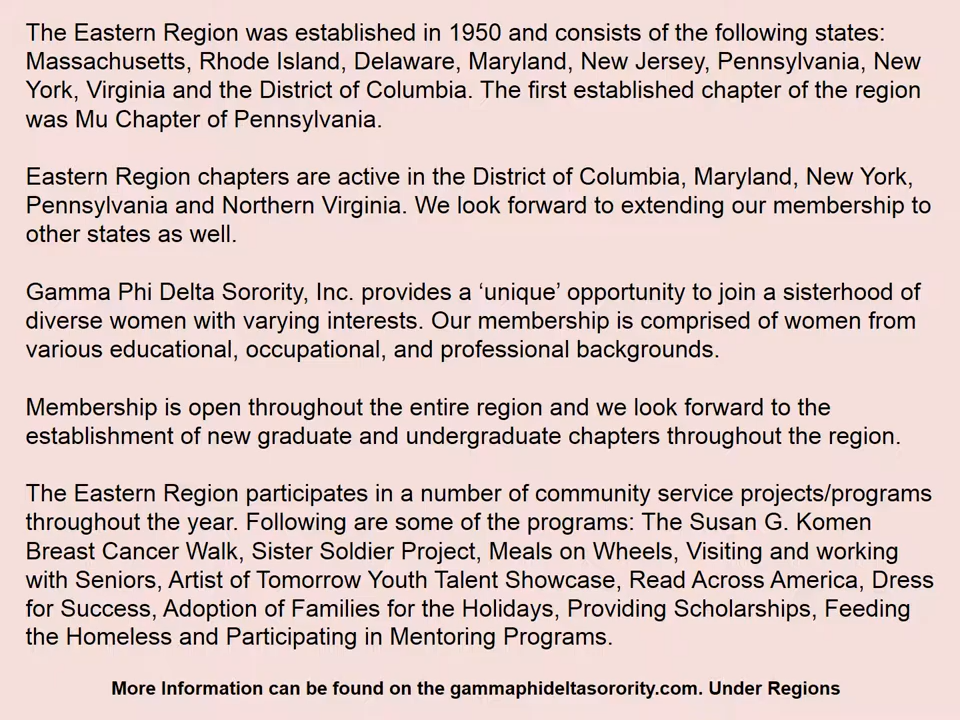 The Eastern Region was established in 1950 and consists of the following states:
Massachusetts, Rhode Island, Delaware, Maryland, New Jersey, Pennsylvania, New
York, Virginia and the District of Columbia. The first established chapter of the region
was Mu Chapter of Pennsylvania.
Eastern Region chapters are active in the District of Columbia, Maryland, New York,
Pennsylvania and Northern Virginia. We look forward to extending our membership to
other states as well.
Gamma Phi Delta Sorority, Inc. provides a ‘unique’ opportunity to join a sisterhood of
diverse women with varying interests. Our membership is comprised of women from
various educational, occupational, and professional backgrounds.
Membership is open throughout the entire region and we look forward to the
establishment of new graduate and undergraduate chapters throughout the region.
The Eastern Region participates in a number of community service projects/programs
throughout the year. Following are some of the programs: The Susan G. Komen
Breast Cancer Walk, Sister Soldier Project, Meals on Wheels, Visiting and working
with Seniors, Artist of Tomorrow Youth Talent Showcase, Read Across America, Dress
for Success, Adoption of Families for the Holidays, Providing Scholarships, Feeding
the Homeless and Participating in Mentoring Programs.
More Information can be found on the gammaphideltasorority.com. Under Regions